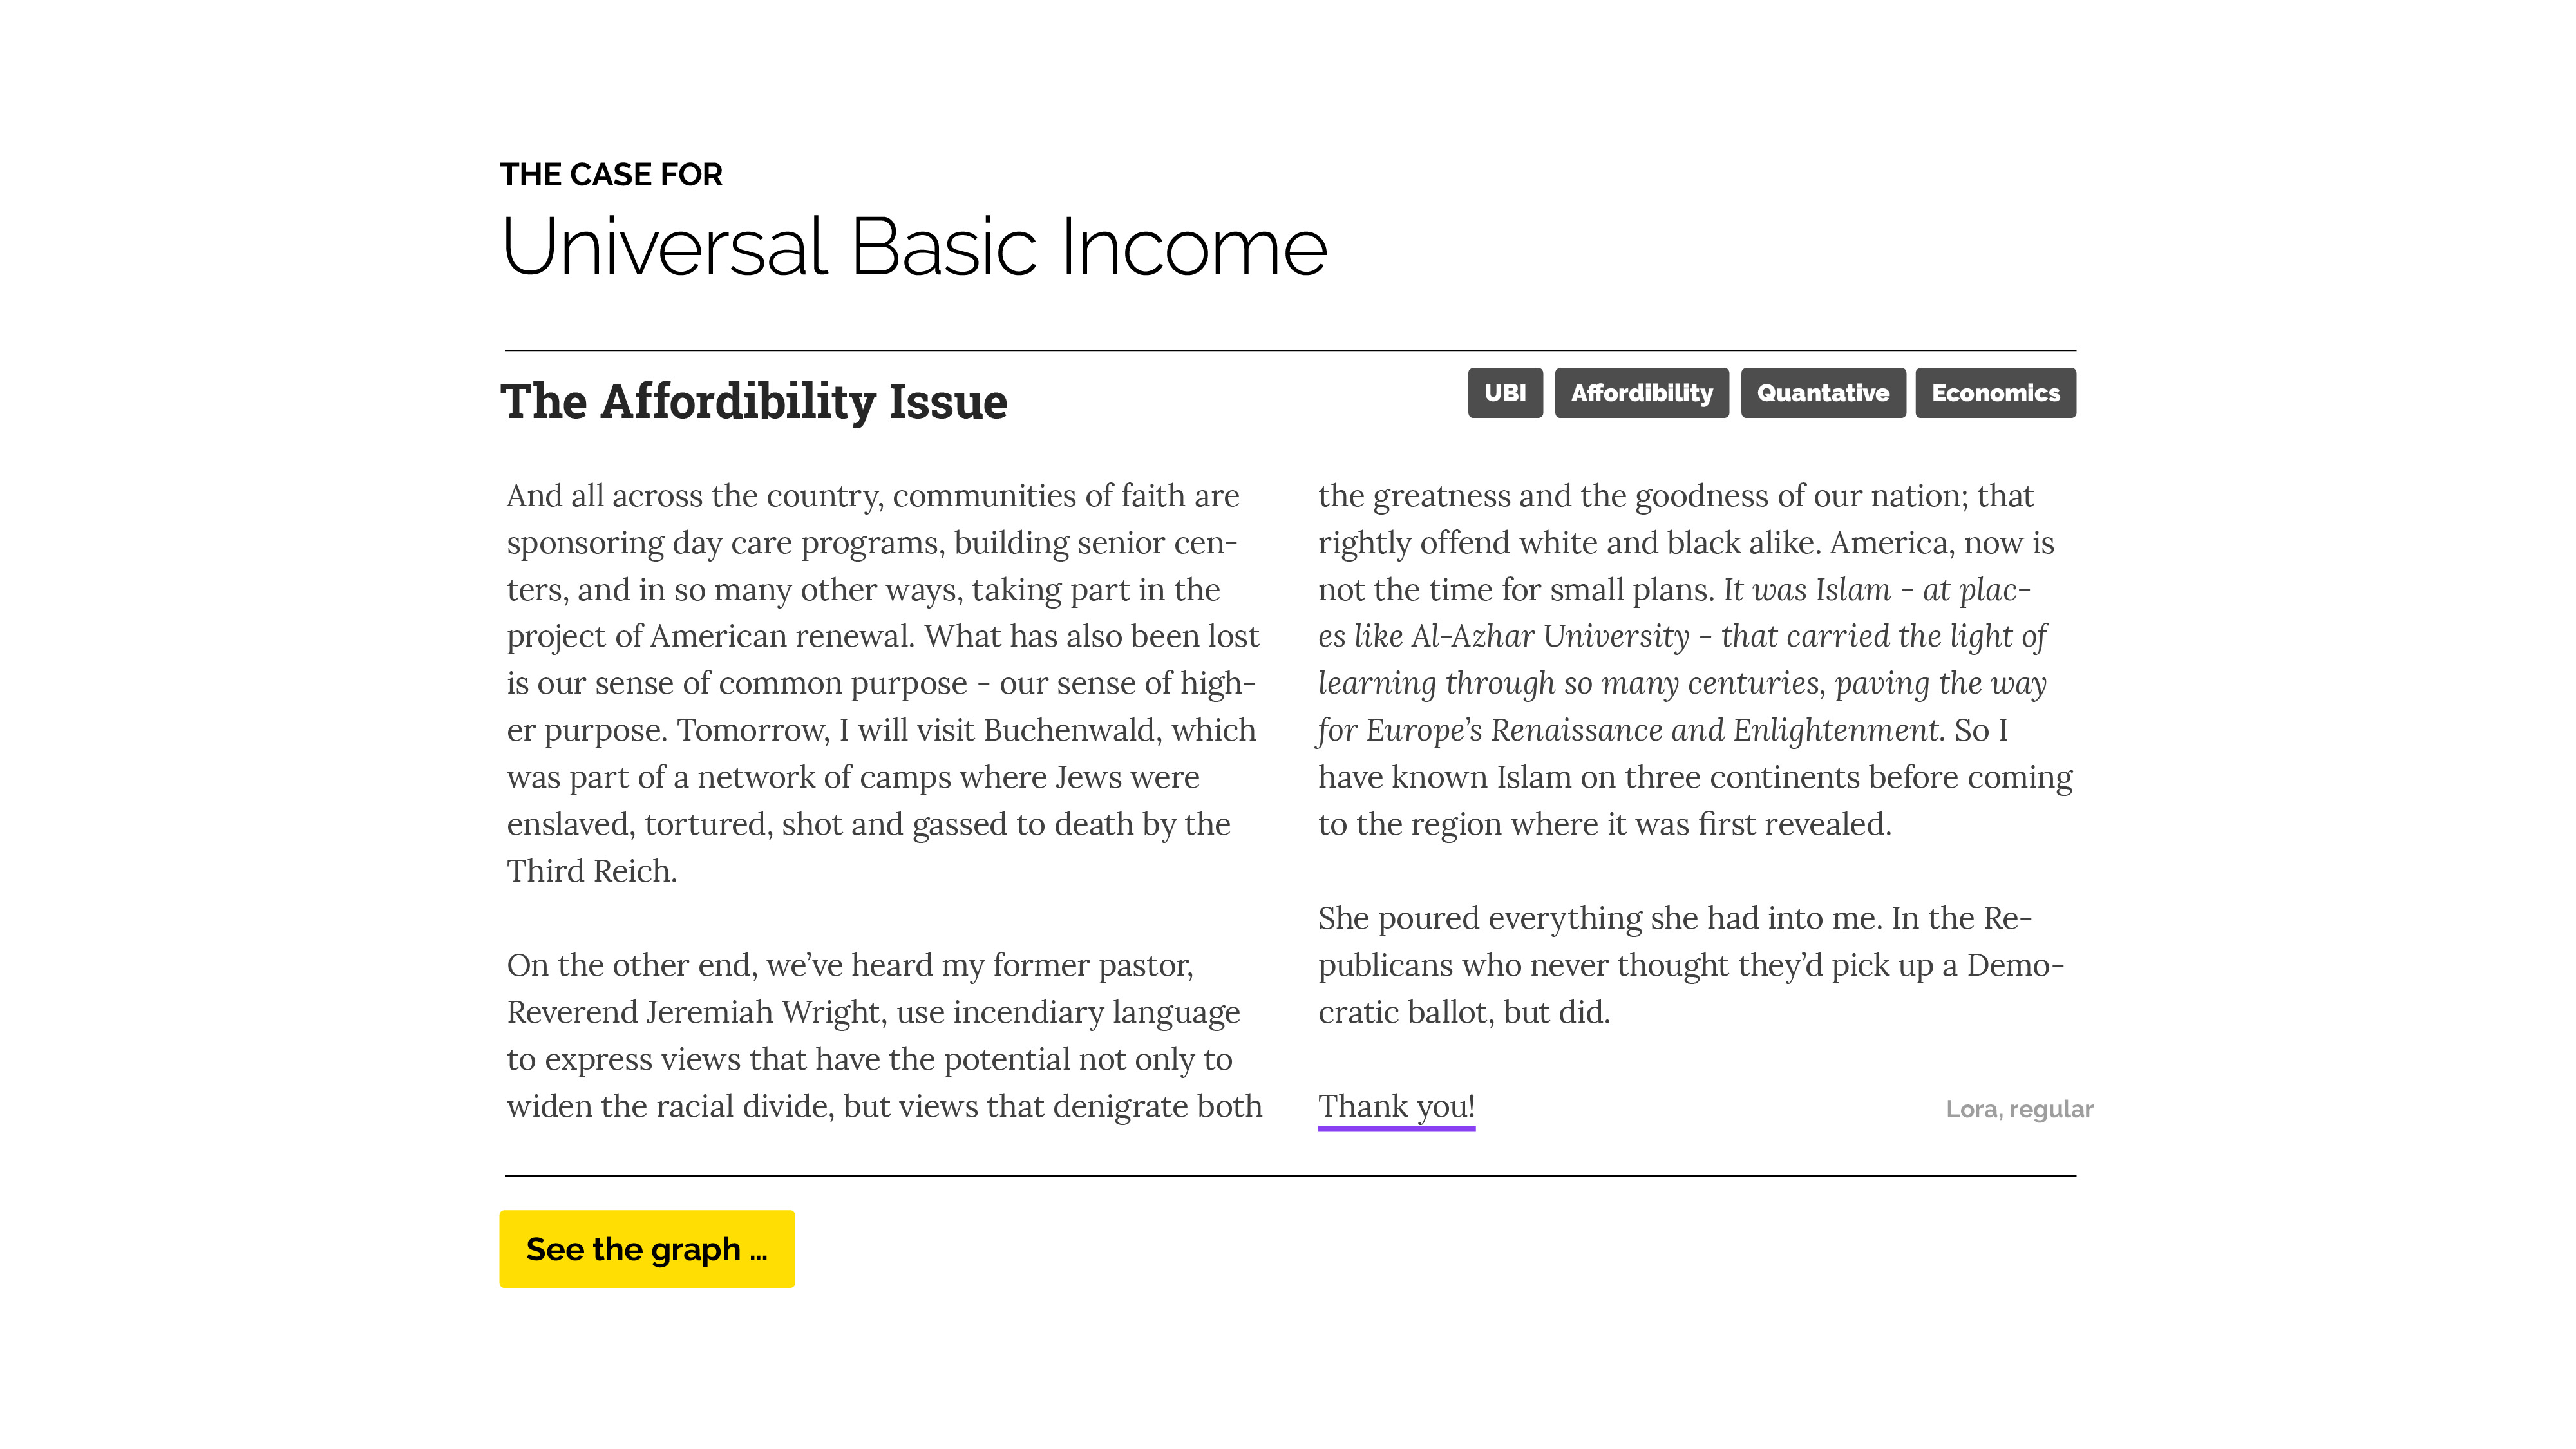 THE CASE FOR
Universal Basic Income
The Affordibility Issue
UBI
Affordibility
Quantative
Economics
And all across the country, communities of faith are
sponsoring day care programs, building senior cen-
ters, and in so many other ways, taking part in the
project of American renewal. What has also been lost
is our sense of common purpose - our sense of high-
er purpose. Tomorrow, I will visit Buchenwald, which
was part of a network of camps where Jews were
enslaved, tortured, shot and gassed to death by the
Third Reich.
On the other end, we’ve heard my former pastor,
Reverend Jeremiah Wright, use incendiary language
to express views that have the potential not only to
widen the racial divide, but views that denigrate both
the greatness and the goodness of our nation; that
rightly offend white and black alike. America, now is
not the time for small plans. It was Islam - at plac-
es like Al-Azhar University - that carried the light of
learning through so many centuries, paving the way
for Europe’s Renaissance and Enlightenment. So I
have known Islam on three continents before coming
to the region where it was first revealed.
She poured everything she had into me. In the Re-
publicans who never thought they’d pick up a Demo-
cratic ballot, but did.
Thank you!
Lora, regular
See the graph ...